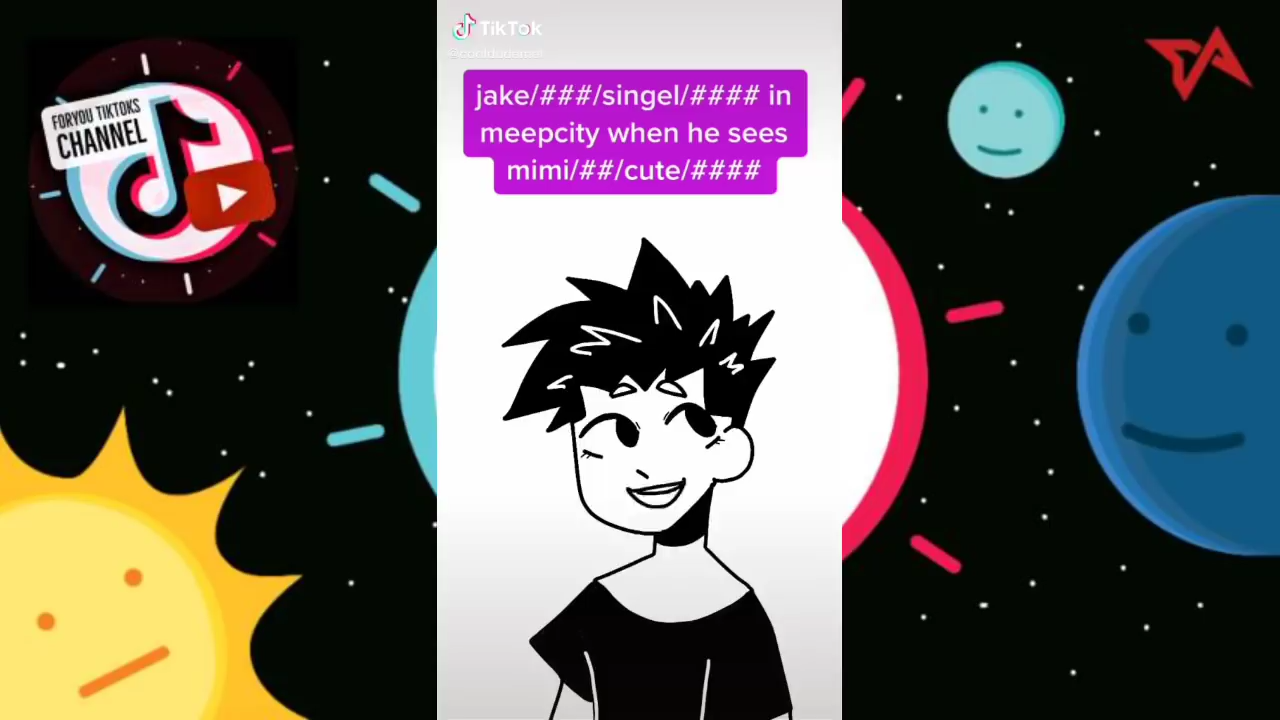 TikTok
FORYOU TIKTOKS
CHANNEL
jake/###/singel/#### in
meepcity when he sees
mimi/##/cute/####